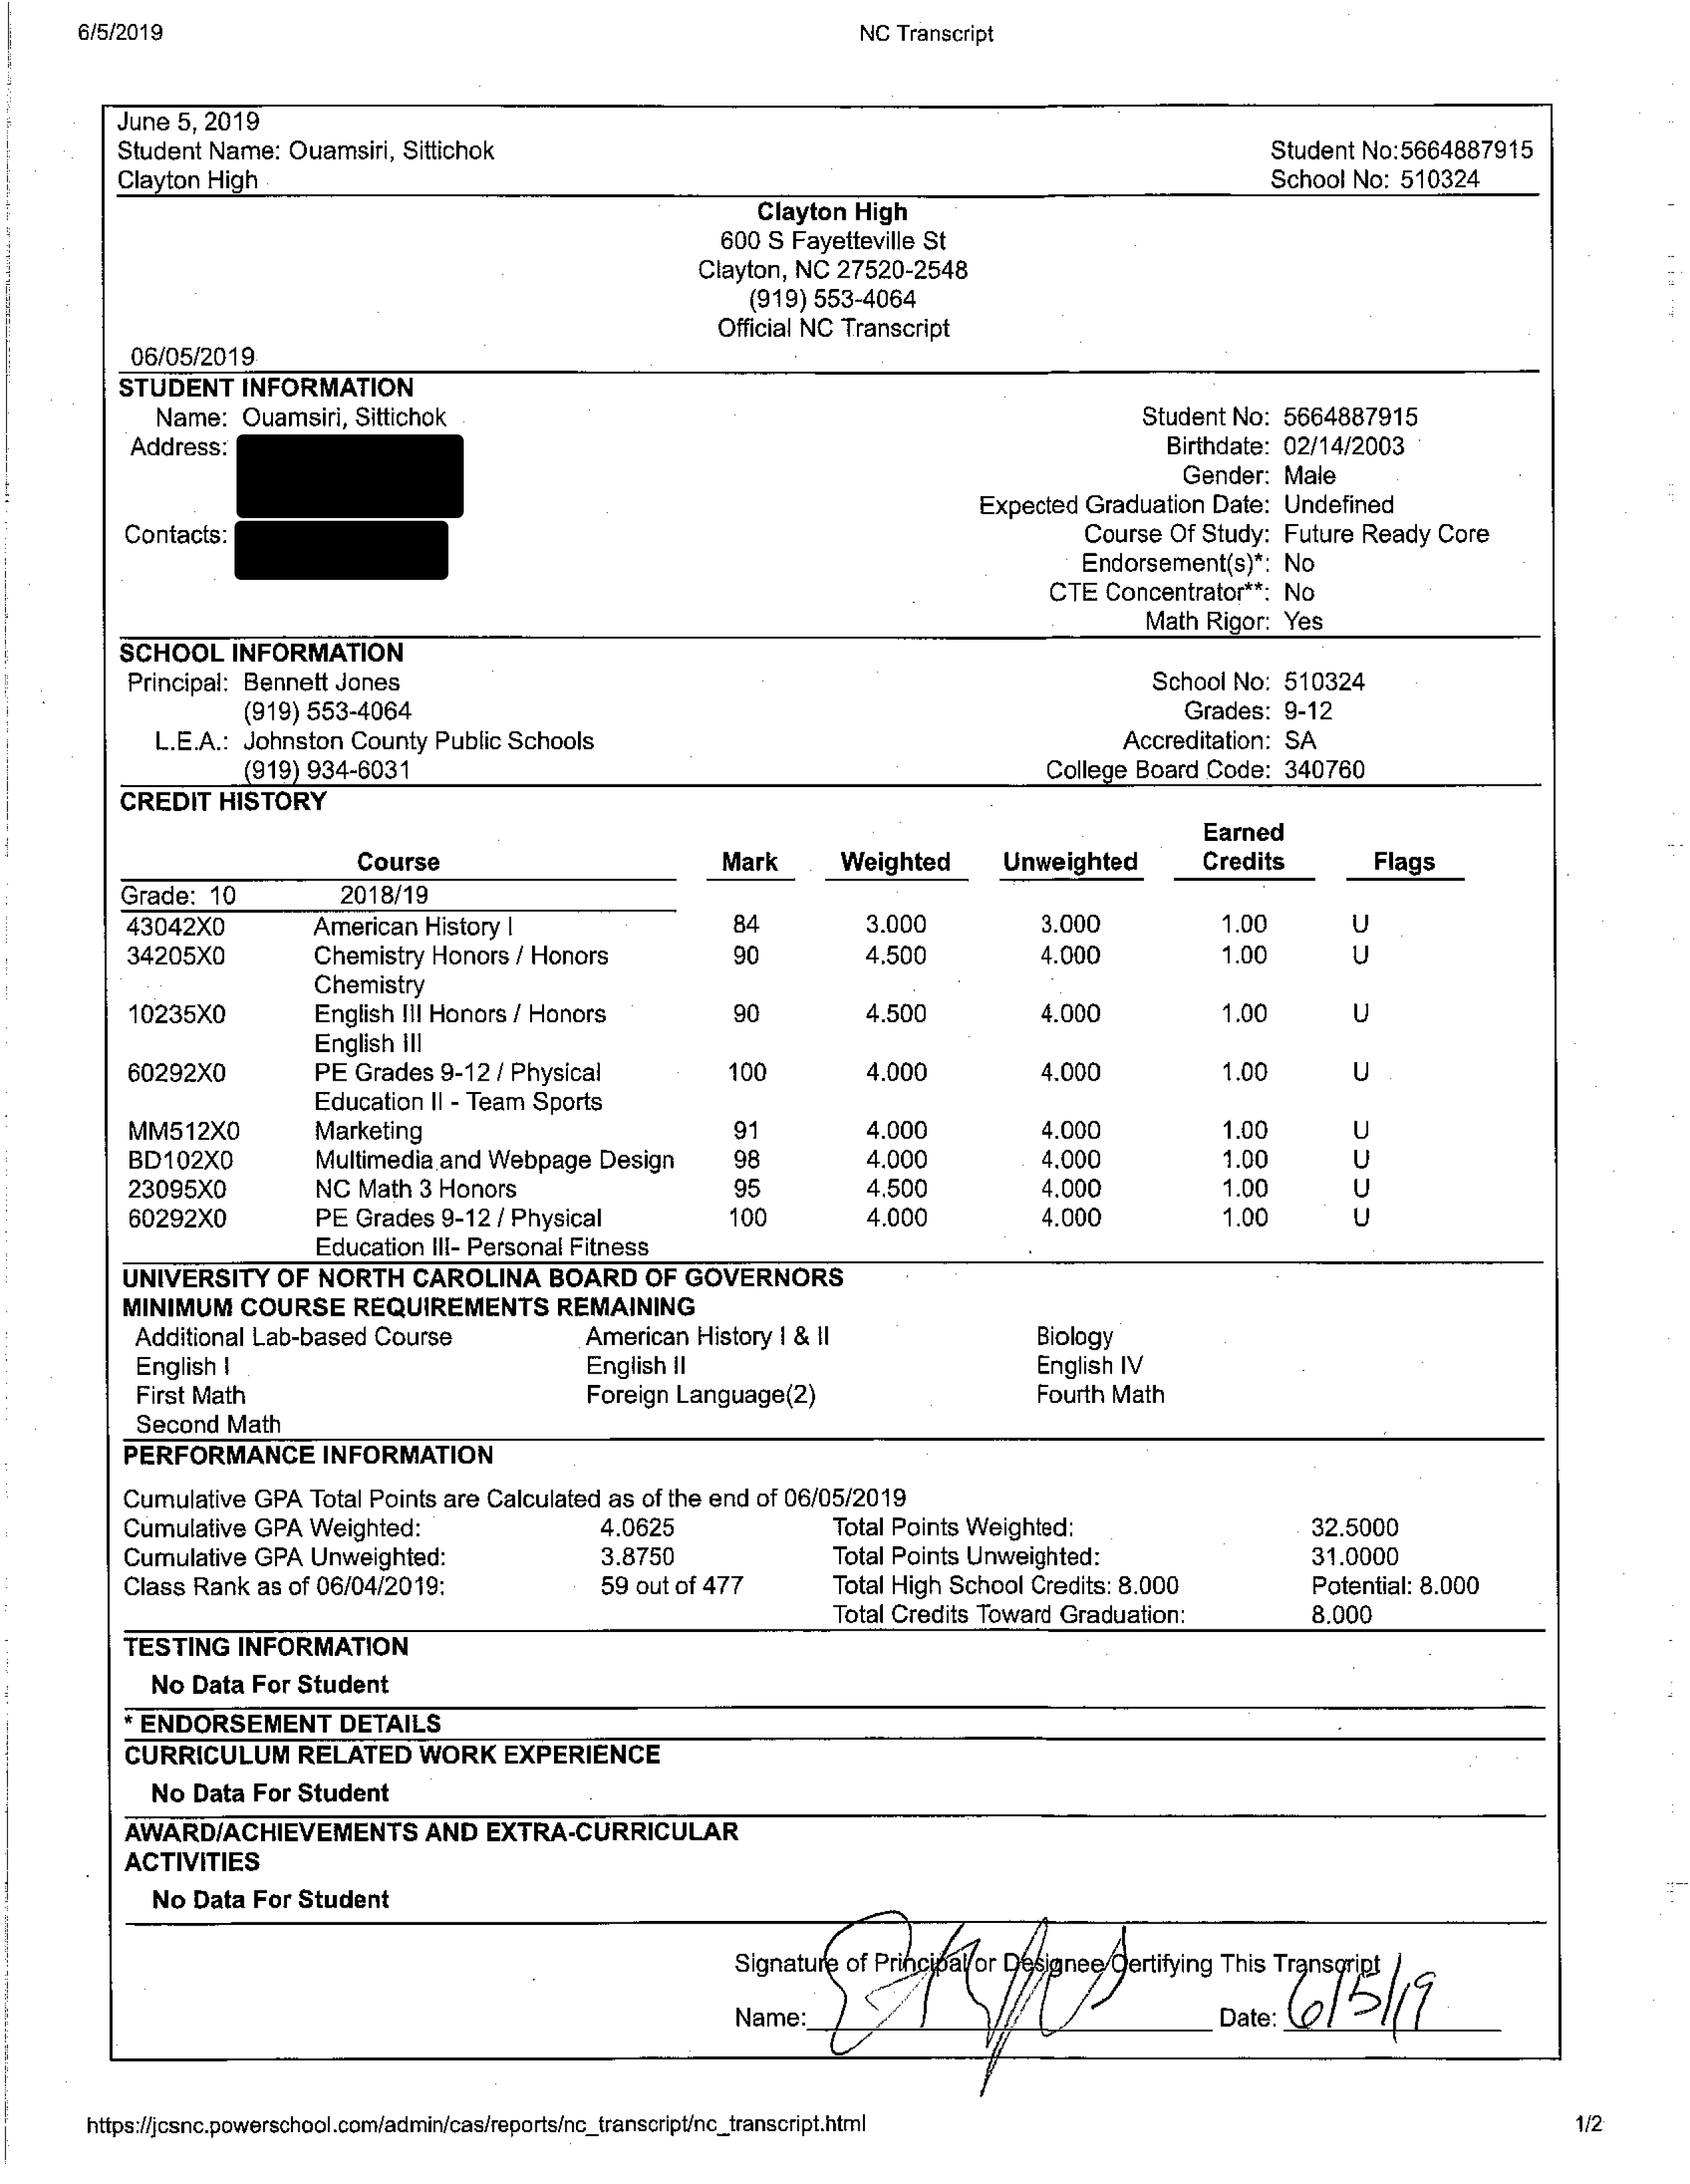 6/5/2019 NC Transcript
June 5, 2019
Student Name: Ouamsiri, Sittichok Student No:5664887915
Clayton High School No: 510324
Clayton High
600 S Fayetteville St
Clayton, NC 27520-2548
(919) 553-4064
Official NC Transcript
06/05/2019
STUDENT INFORMATION
Name: Ouamsiri, Sittichok Student No: 5664887915
Address: Birthdate: 02/14/2003
Gender: Male
Expected Graduation Date: Undefined
Contacts: Course Of Study: Future Ready Core
Endorsement(s)*: No
CTE Concentrator**: No
Math Rigor: Yes
SCHOOL INFORMATION
Principal: Bennett Jones School No: 510324
(919) 553-4064 Grades: 9-12
L.E.A.: Johnston County Public Schools Accreditation: SA
(919) 934-6031 College Board Code: 340760
CREDIT HISTORY
Earned
Course Mark Weighted Unweighted Credits Flags
Grade: 10 2018/19
43042X0 American History I 84 3.000 3.000 1.00 U
34205X0 Chemistry Honors / Honors 90 4.500 4.000 1.00 U
Chemistry
10235X0 English III Honors / Honors 90 4.500 4.000 1.00 U
English III
60292X0 PE Grades 9-12 / Physical 100 4.000 4.000 1.00 U
Education II - Team Sports
MM512X0 Marketing 91 4.000 4.000 1.00 U
BD102X0 Multimedia and Webpage Design 98 4.000 4.000 1.00 U
23095X0 NC Math 3 Honors 95 4.500 4.000 1.00 U
60292X0 PE Grades 9-12 / Physical 100 4.000 4.000 1.00 U
Education III- Personal Fitness
UNIVERSITY OF NORTH CAROLINA BOARD OF GOVERNORS
MINIMUM COURSE REQUIREMENTS REMAINING
Additional Lab-based Course American History I & II Biology
English I English II English IV
First Math Foreign Language(2) Fourth Math
Second Math
PERFORMANCE INFORMATION
Cumulative GPA Total Points are Calculated as of the end of 06/05/2019
Cumulative GPA Weighted: 4.0625 Total Points Weighted: 32.5000
Cumulative GPA Unweighted: 3.8750 Total Points Unweighted: 31.0000
Class Rank as of 06/04/2019: 59 out of 477 Total High School Credits: 8.000 Potential: 8.000
Total Credits Toward Graduation: 8.000
TESTING INFORMATION
No Data For Student
* ENDORSEMENT DETAILS
CURRICULUM RELATED WORK EXPERIENCE
No Data For Student
AWARD/ACHIEVEMENTS AND EXTRA-CURRICULAR
ACTIVITIES
No Data For Student
Signature of Principal or Designee Certifying This Transcript
Name: Date: 6/5/19
https://jcsnc.powerschool.com/admin/cas/reports/nc_transcript/nc_transcript.html 1/2